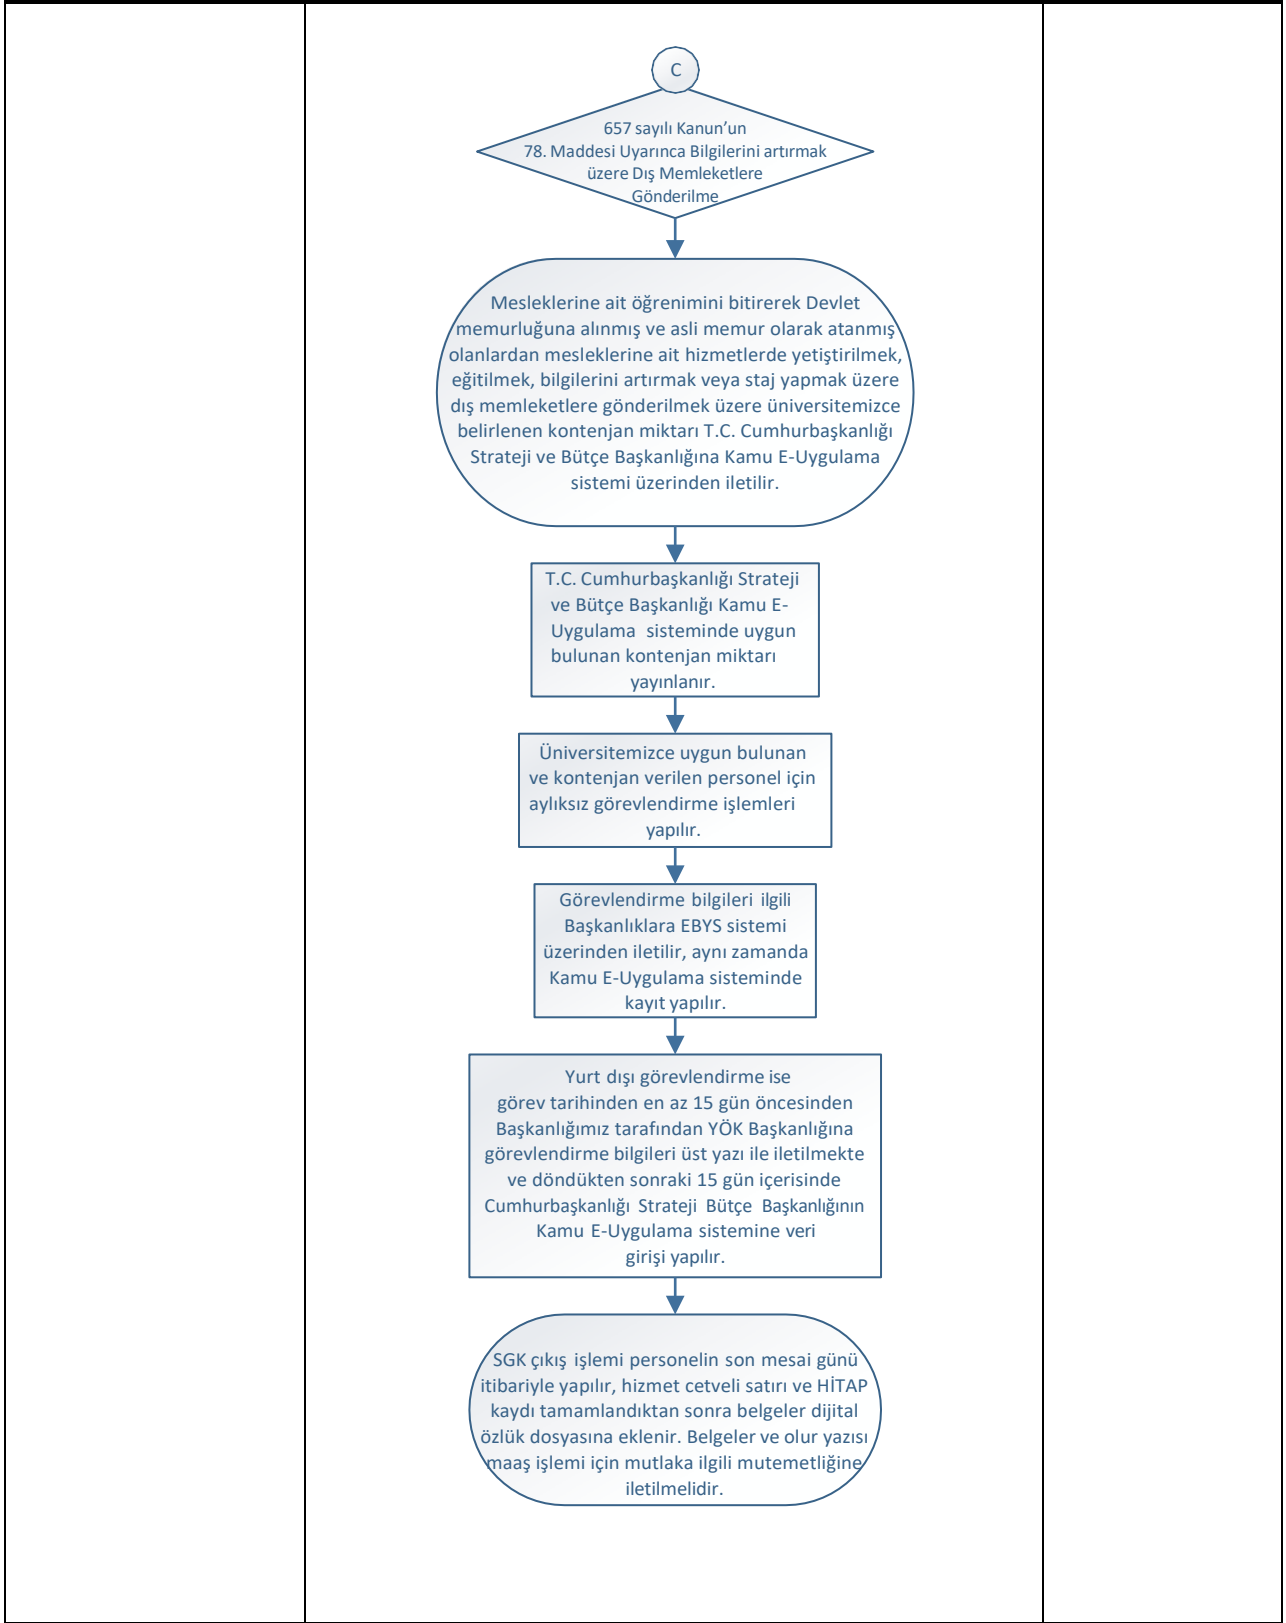 C
657 sayılı Kanun’un
78. Maddesi Uyarınca Bilgilerini artırmak
üzere Dış Memleketlere
Gönderilme
Mesleklerine ait öğrenimini bitirerek Devlet
memurluğuna alınmış ve asli memur olarak atanmış
olanlardan mesleklerine ait hizmetlerde yetiştirilmek,
eğitilmek, bilgilerini artırmak veya staj yapmak üzere
dış memleketlere gönderilmek üzere üniversitemizce
belirlenen kontenjan miktarı T.C. Cumhurbaşkanlığı
Strateji ve Bütçe Başkanlığına Kamu E-Uygulama
sistemi üzerinden iletilir.
T.C. Cumhurbaşkanlığı Strateji
ve Bütçe Başkanlığı Kamu E-
Uygulama sisteminde uygun
bulunan kontenjan miktarı
yayınlanır.
Üniversitemizce uygun bulunan
ve kontenjan verilen personel için
aylıksız görevlendirme işlemleri
yapılır.
Görevlendirme bilgileri ilgili
Başkanlıklara EBYS sistemi
üzerinden iletilir, aynı zamanda
Kamu E-Uygulama sisteminde
kayıt yapılır.
Yurt dışı görevlendirme ise
görev tarihinden en az 15 gün öncesinden
Başkanlığımız tarafından YÖK Başkanlığına
görevlendirme bilgileri üst yazı ile iletilmekte
ve döndükten sonraki 15 gün içerisinde
Cumhurbaşkanlığı Strateji Bütçe Başkanlığının
Kamu E-Uygulama sistemine veri
girişi yapılır.
SGK çıkış işlemi personelin son mesai günü
itibariyle yapılır, hizmet cetveli satırı ve HİTAP
kaydı tamamlandıktan sonra belgeler dijital
özlük dosyasına eklenir. Belgeler ve olur yazısı
maaş işlemi için mutlaka ilgili mutemetliğine
iletilmelidir.